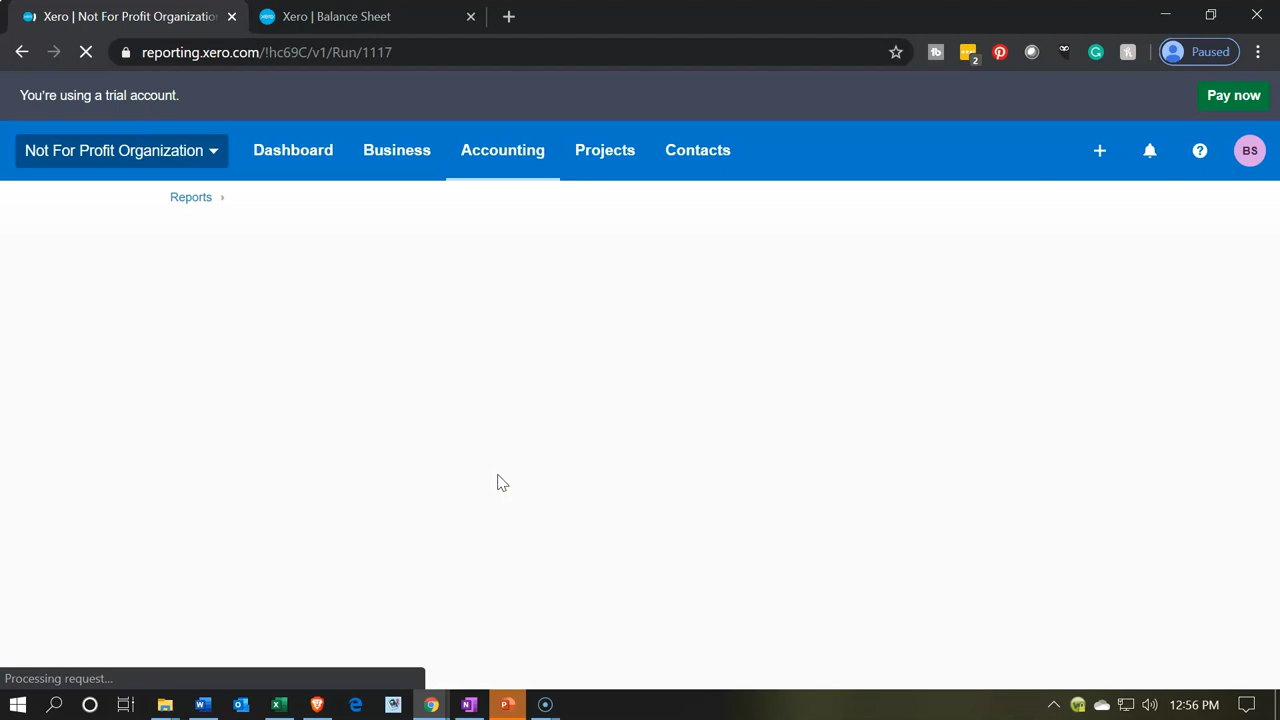 Xero | Not For Profit Organizatio
Xero | Balance Sheet
reporting.xero.com/!hc69C/v1/Run/1117
2
Paused
You're using a trial account.
Pay now
Not For Profit Organization
Dashboard
Business
Accounting
Projects
Contacts
BS
Reports
Processing request...
12:56 PM